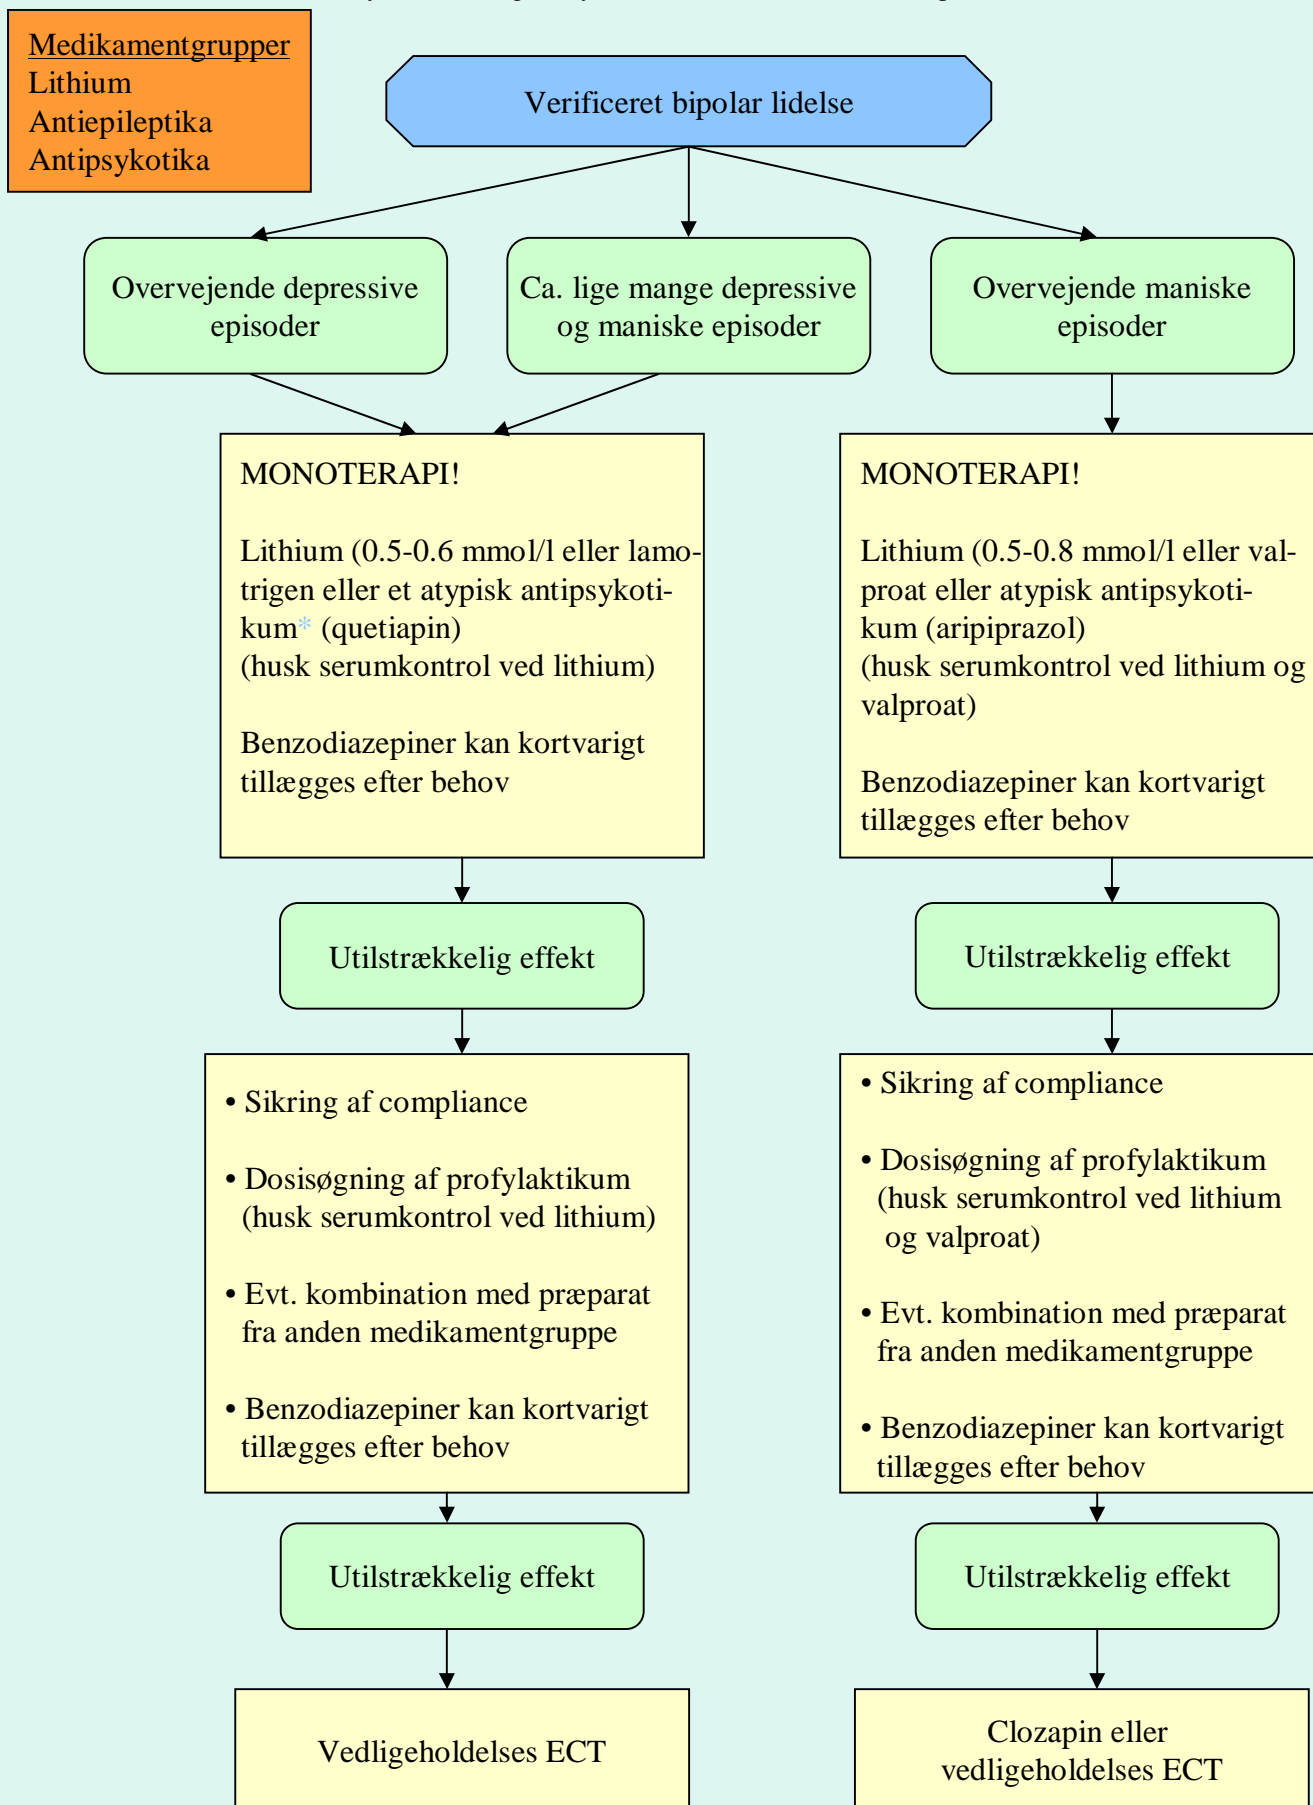 Medikamentgrupper
Lithium
Antiepileptika
Antipsykotika
Verificeret bipolar lidelse
Overvejende depressive
episoder
Ca. lige mange depressive
og maniske episoder
Overvejende maniske
episoder
MONOTERAPI!
Lithium (0.5-0.6 mmol/l eller lamo-
trigen eller et atypisk antipsykoti-
kum* (quetiapin)
(husk serumkontrol ved lithium)
Benzodiazepiner kan kortvarigt
tillægges efter behov
MONOTERAPI!
Lithium (0.5-0.8 mmol/l eller val-
proat eller atypisk antipsykoti-
kum (aripiprazol)
(husk serumkontrol ved lithium og
valproat)
Benzodiazepiner kan kortvarigt
tillægges efter behov
Utilstrækkelig effekt
Utilstrækkelig effekt
• Sikring af compliance
• Dosisøgning af profylaktikum
(husk serumkontrol ved lithium)
• Evt. kombination med præparat
fra anden medikamentgruppe
• Benzodiazepiner kan kortvarigt
tillægges efter behov
• Sikring af compliance
• Dosisøgning af profylaktikum
(husk serumkontrol ved lithium
og valproat)
• Evt. kombination med præparat
fra anden medikamentgruppe
• Benzodiazepiner kan kortvarigt
tillægges efter behov
Utilstrækkelig effekt
Utilstrækkelig effekt
Vedligeholdelses ECT
Clozapin eller
vedligeholdelses ECT